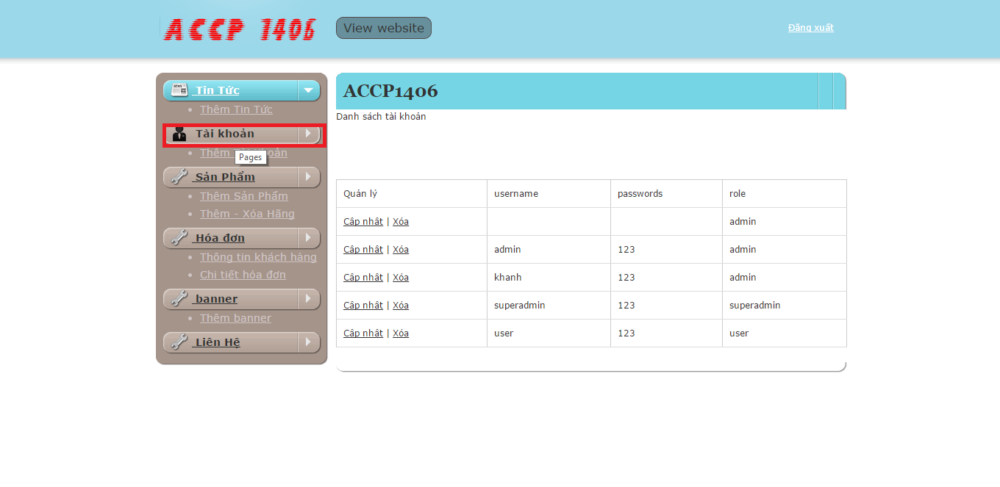 ACCP 1406
View website
Đăng xuất
Tin Tức
Thêm Tin Tức
Tài khoản
Thêm oản
Pages
Sản Phẩm
Thêm Sản Phẩm
Thêm - Xóa Hãng
Hóa đơn
Thông tin khách hàng
Chi tiết hóa đơn
banner
Thêm banner
Liên Hệ
ACCP1406
Danh sách tài khoản
Quản lý username passwords role
Cập nhật | Xóa admin
Cập nhật | Xóa admin 123 admin
Cập nhật | Xóa khanh 123 admin
Cập nhật | Xóa superadmin 123 superadmin
Cập nhật | Xóa user 123 user